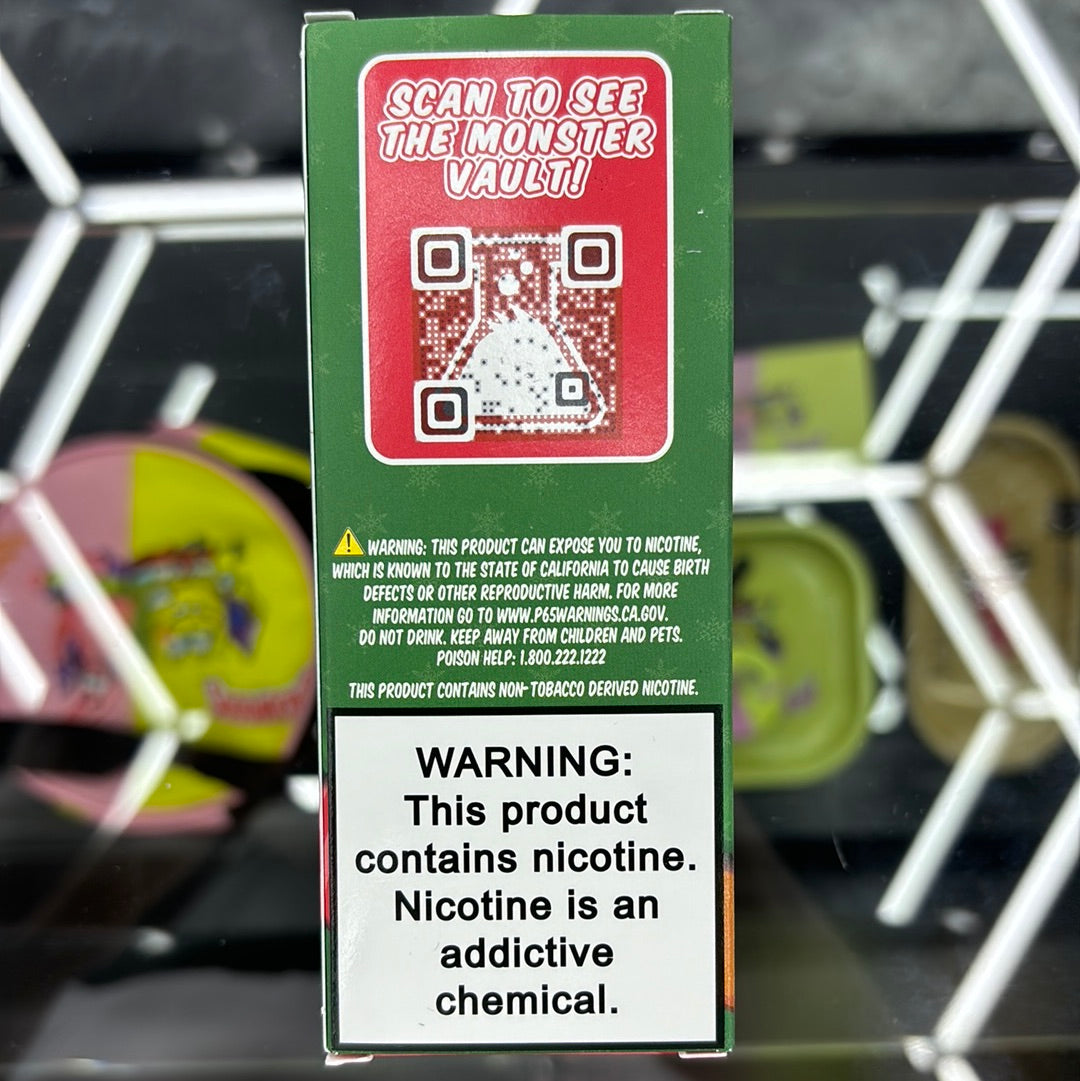 SCAN TO SEE
THE MONSTER
VAULT!
WARNING: THIS PRODUCT CAN EXPOSE YOU TO NICOTINE,
WHICH IS KNOWN TO THE STATE OF CALIFORNIA TO CAUSE BIRTH
DEFECTS OR OTHER REPRODUCTIVE HARM. FOR MORE
INFORMATION GO TO WWW.P65WARNINGS.CA.GOV.
DO NOT DRINK. KEEP AWAY FROM CHILDREN AND PETS.
POISON HELP: 1.800.222.1222
THIS PRODUCT CONTAINS NON-TOBACCO DERIVED NICOTINE.
WARNING:
This product
contains nicotine.
Nicotine is an
addictive
chemical.